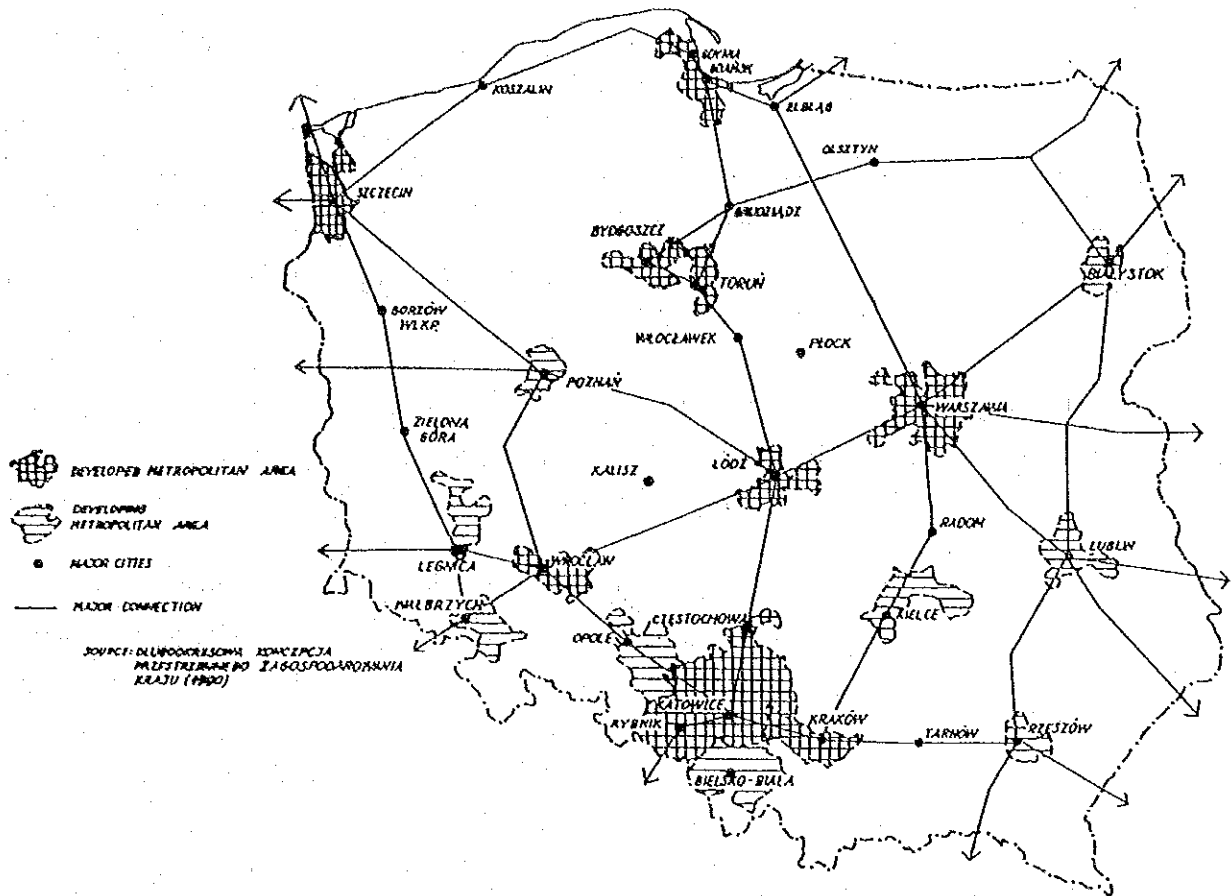 GDYNIA
GDAŃSK
KOSZALIN
ELBLĄG
OLSZTYN
SZCZECIN
GRUDZIĄDZ
BYDGOSZCZ
TORUŃ
BIAŁYSTOK
GORZÓW
WLKP.
WŁOCŁAWEK
PŁOCK
POZNAŃ
WARSZAWA
ZIELONA
GÓRA
ŁÓDŹ
KALISZ
DEVELOPED METROPOLITAN AREA
DEVELOPING
METROPOLITAN AREA
MAJOR CITIES
MAJOR CONNECTION
RADOM
LUBLIN
LEGNICA
WROCŁAW
WAŁBRZYCH
KIELCE
CZĘSTOCHOWA
OPOLE
SOURCE: DŁUGOOKRESOWA KONCEPCJA
PRZESTRZENNEGO ZAGOSPODAROWANIA
KRAJU (1990)
KATOWICE
RYBNIK
KRAKÓW
TARNÓW
RZESZÓW
BIELSKO-BIAŁA